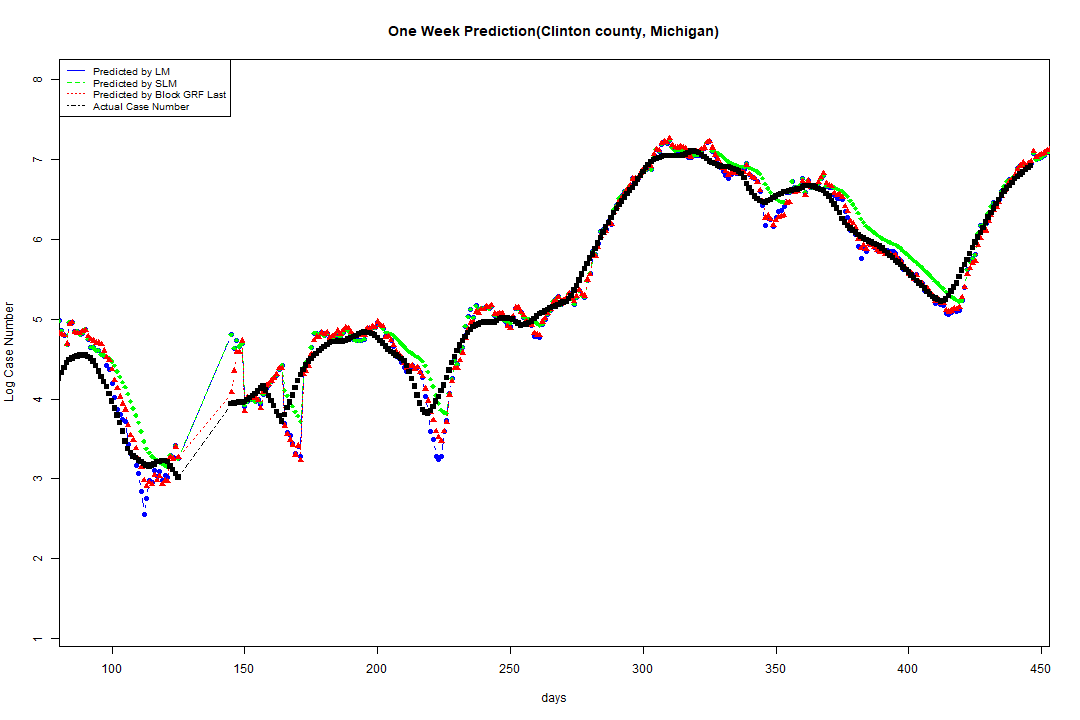 One Week Prediction(Clinton county, Michigan)
Predicted by LM
Predicted by SLM
Predicted by Block GRF Last
Actual Case Number
8
7
6
5
4
3
2
1
Log Case Number
100 150 200 250 300 350 400 450
days